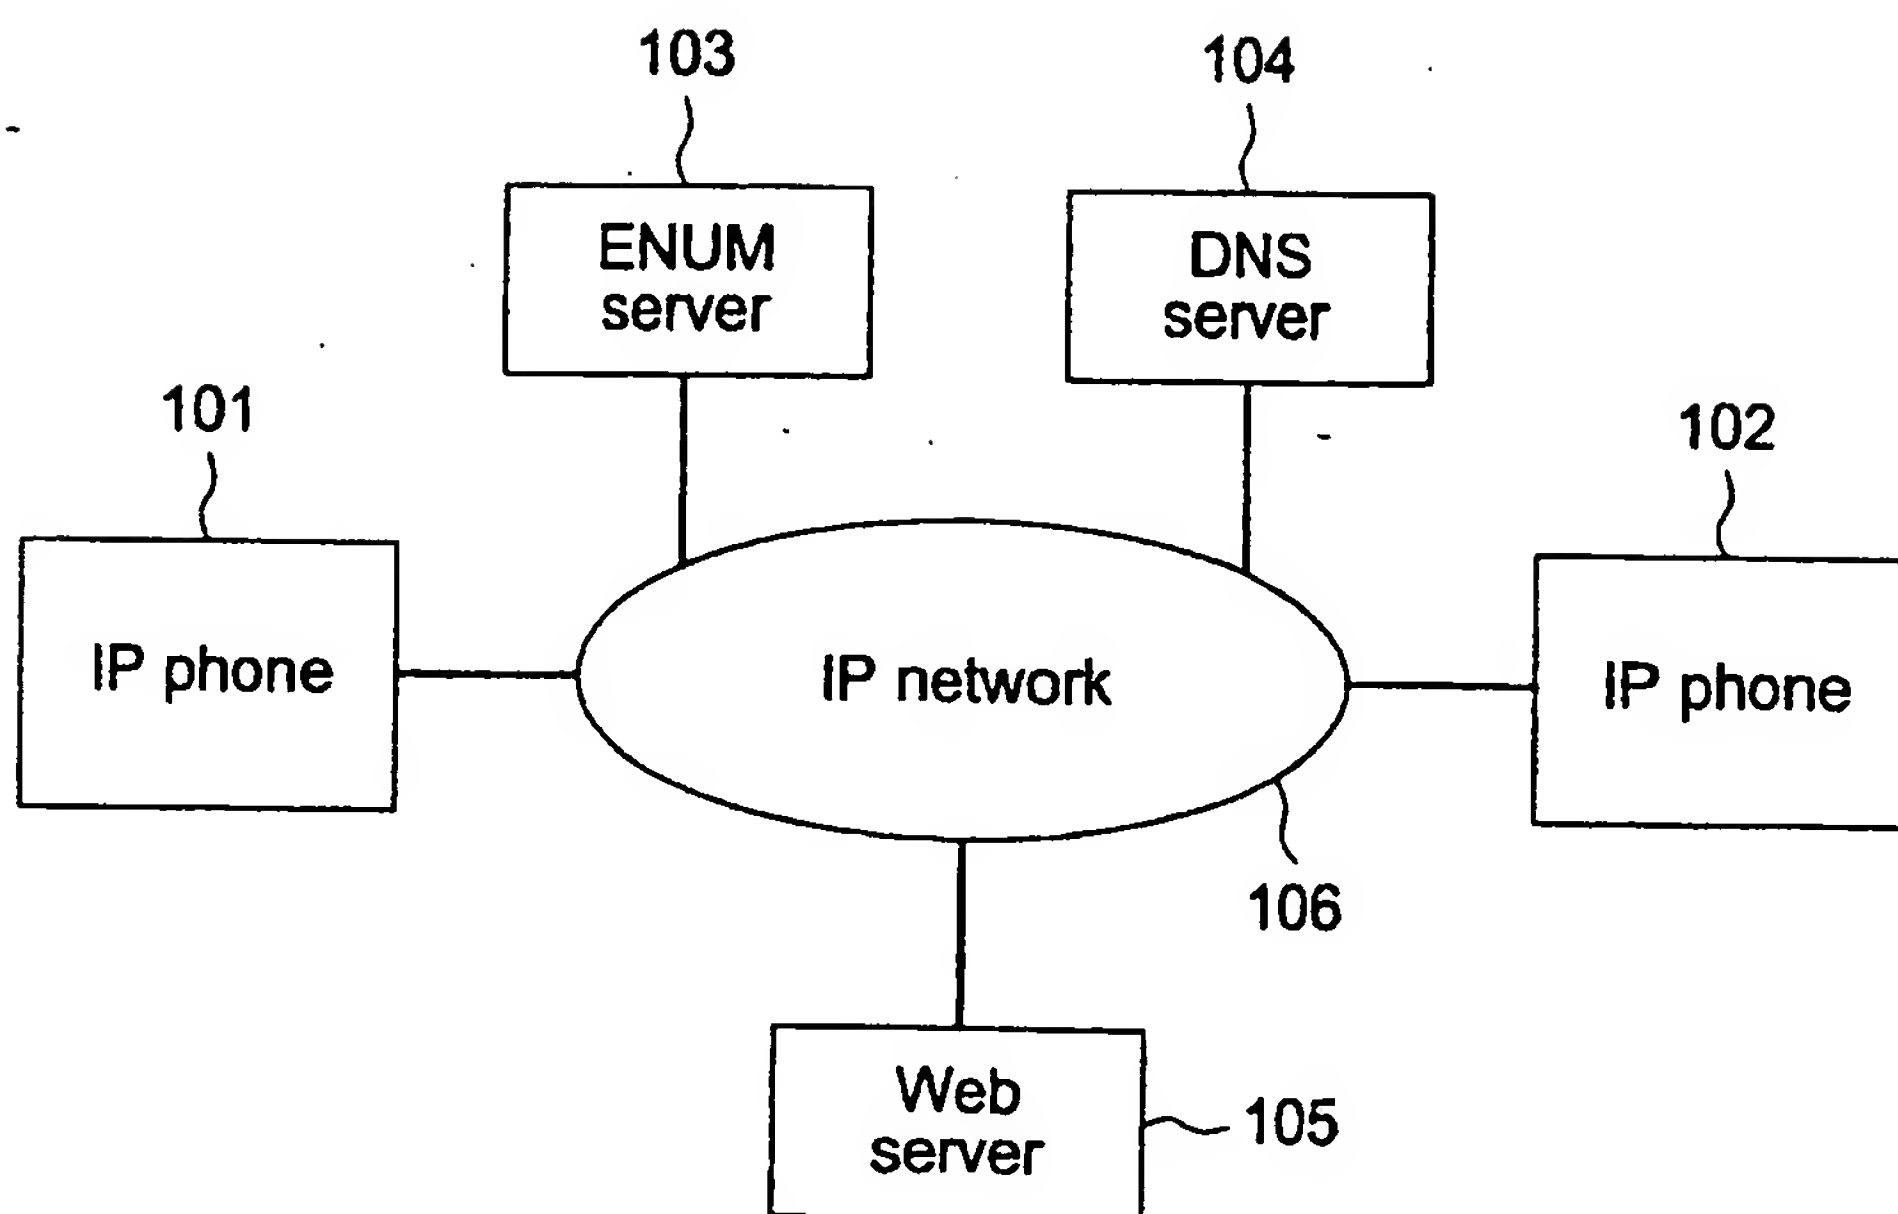 103
104
ENUM
server
DNS
server
101
102
IP phone
IP network
IP phone
106
Web
server
105